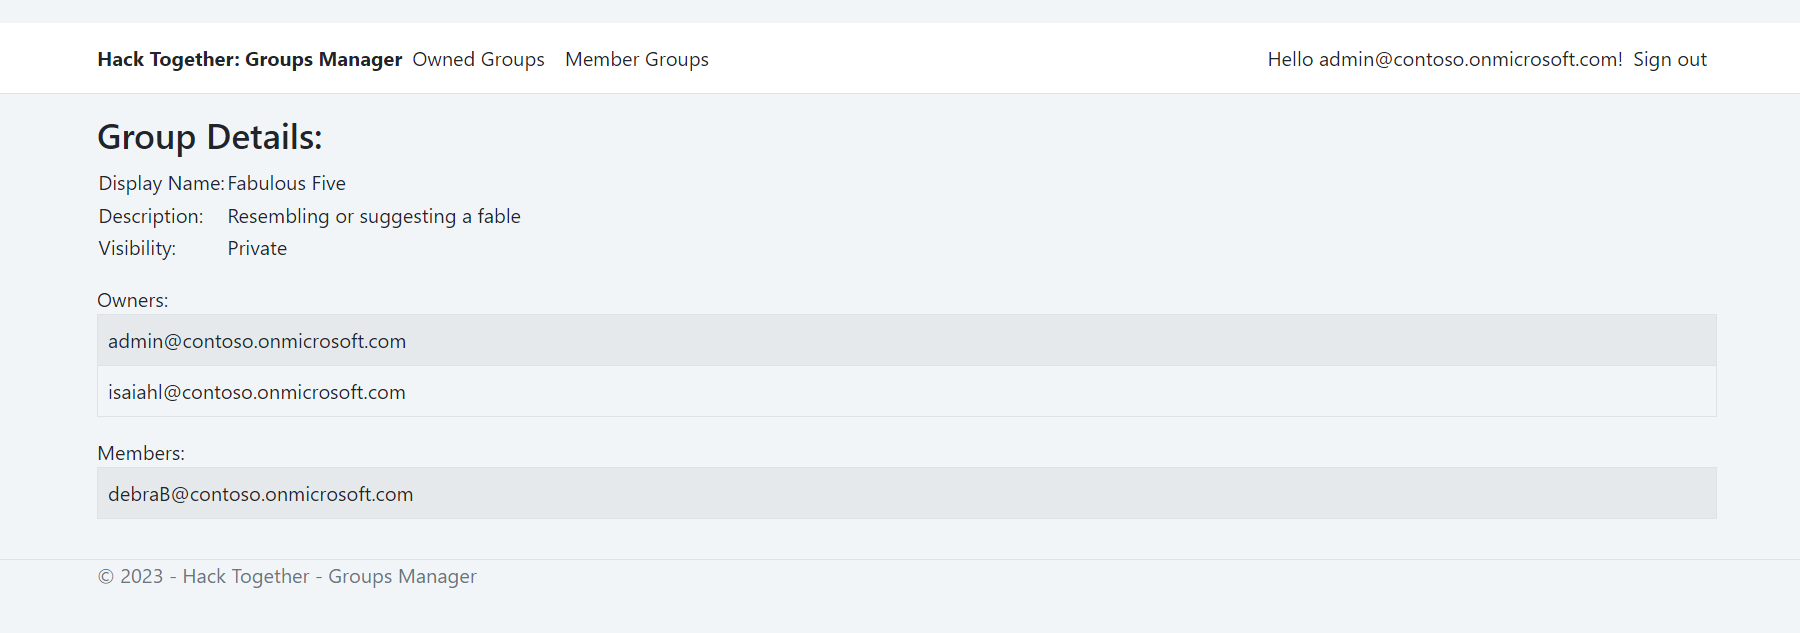 Hack Together: Groups Manager Owned Groups Member Groups Hello admin@contoso.onmicrosoft.com! Sign out
Group Details:
Display Name: Fabulous Five
Description: Resembling or suggesting a fable
Visibility: Private
Owners:
admin@contoso.onmicrosoft.com
isaiahl@contoso.onmicrosoft.com
Members:
debraB@contoso.onmicrosoft.com
© 2023 - Hack Together - Groups Manager